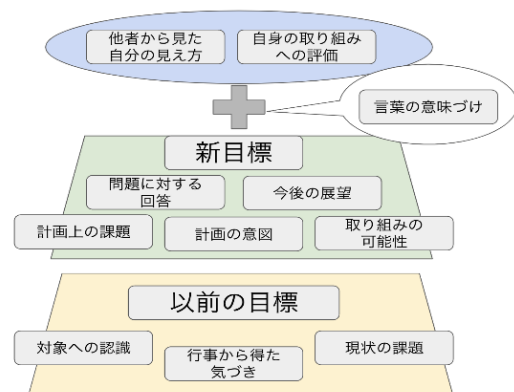 他者から見た
自分の見え方
自身の取り組み
への評価
言葉の意味づけ
新目標
問題に対する
回答
今後の展望
計画上の課題
計画の意図
取り組みの
可能性
以前の目標
対象への認識
行事から得た
気づき
現状の課題